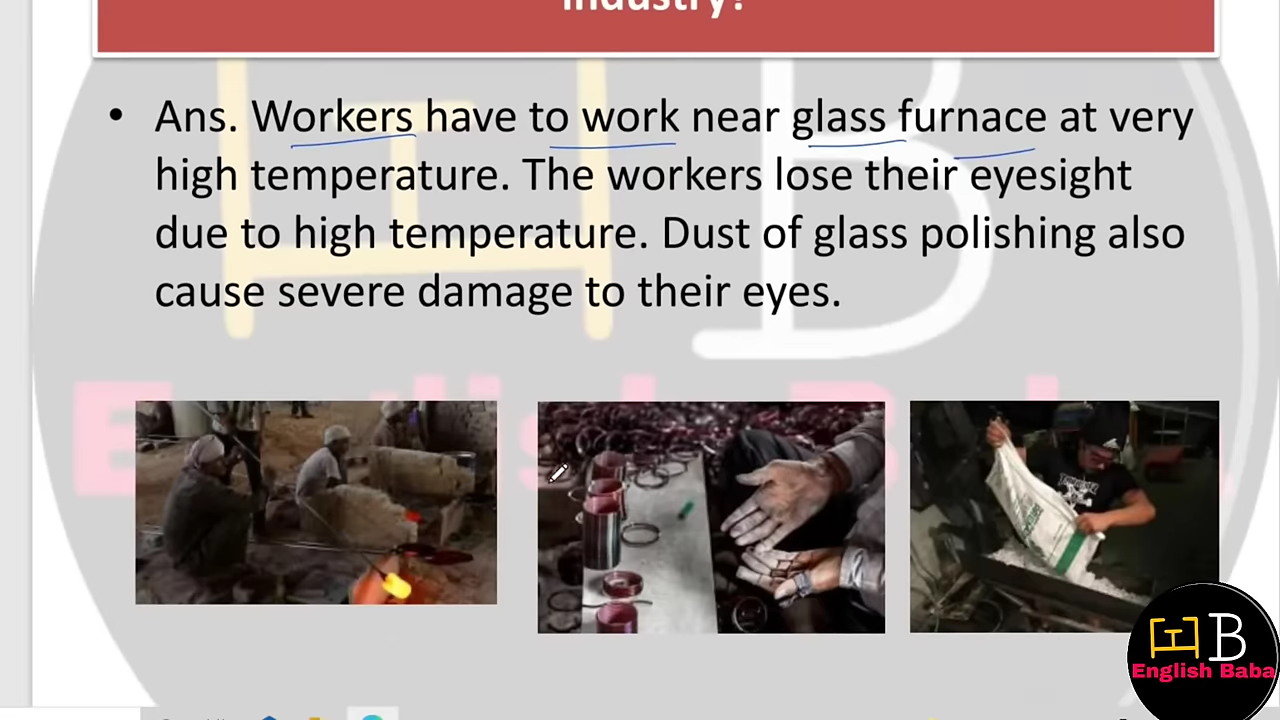 industry?
• Ans. Workers have to work near glass furnace at very
high temperature. The workers lose their eyesight
due to high temperature. Dust of glass polishing also
cause severe damage to their eyes.
HB
English Baba